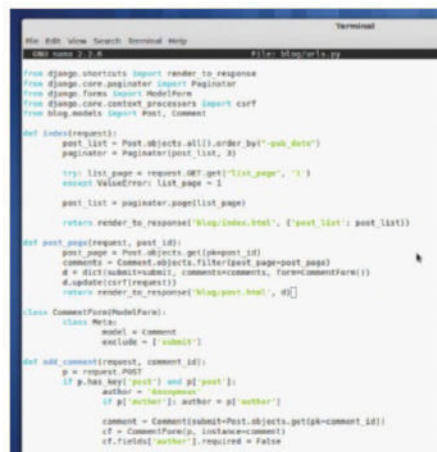 Terminal
File Edit View Search Terminal Help
GNU nano 2.2.6 File: blog/urls.py
from django.shortcuts import render_to_response
from django.core.paginator import Paginator
from django.forms import ModelForm
from django.core.context_processors import csrf
from blog.models import Post, Comment
def index(request):
post_list = Post.objects.all().order_by("-pub_date")
paginator = Paginator(post_list, 3)
try: list_page = request.GET.get("list_page", '1')
except ValueError: list_page = 1
post_list = paginator.page(list_page)
return render_to_response('blog/index.html', {'post_list': post_list})
def post_page(request, post_id):
post_page = Post.objects.get(pk=post_id)
comments = Comment.objects.filter(post_page=post_page)
d = dict(submit=submit, comments=comments, form=CommentForm())
d.update(csrf(request))
return render_to_response('blog/post.html', d)
class CommentForm(ModelForm):
class Meta:
model = Comment
exclude = ['submit']
def add_comment(request, comment_id):
p = request.POST
if p.has_key('post') and p['post']:
author = 'Anonymous'
if p['author']: author = p['author']
comment = Comment(submit=Post.objects.get(pk=comment_id))
cf = CommentForm(p, instance=comment)
cf.fields['author'].required = False